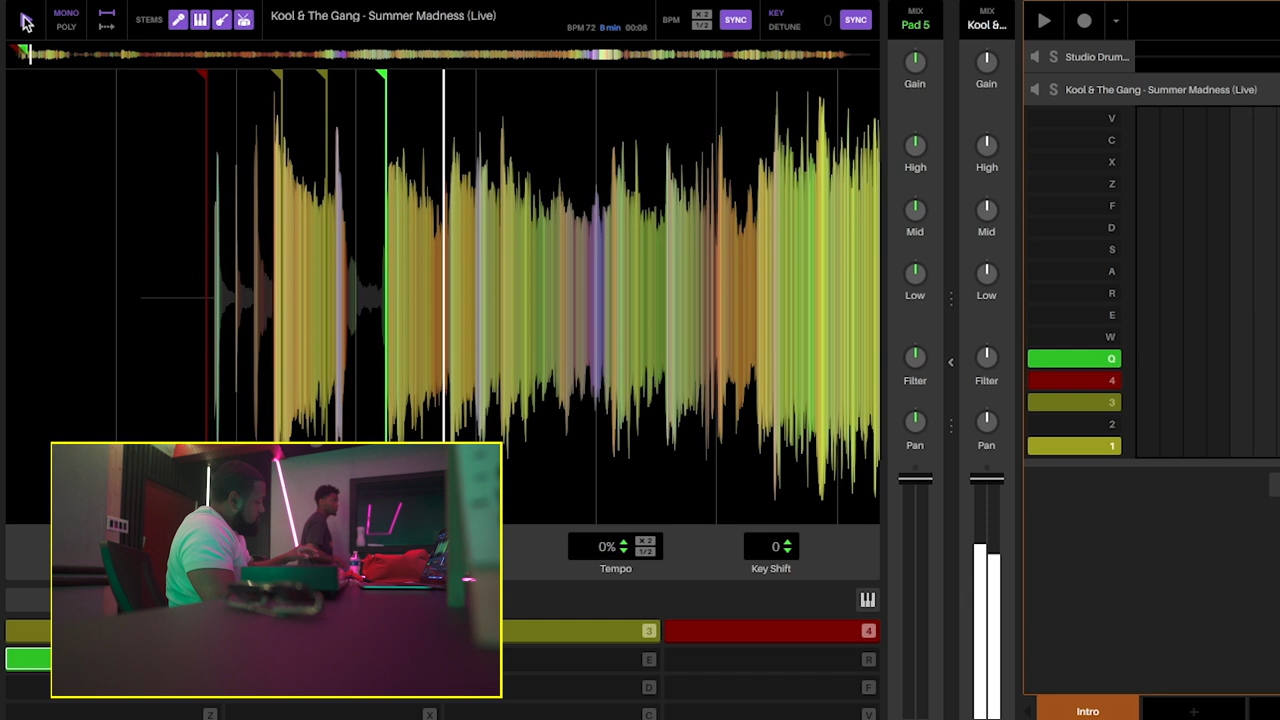 MONO
POLY
STEMS
Kool & The Gang - Summer Madness (Live)
BPM 72 B min 00:08
BPM
× 2
1/2
SYNC
KEY
DETUNE
0
SYNC
MIX
Pad 5
MIX
Kool &...
Gain
Gain
High
High
Mid
Mid
Low
Low
Filter
Filter
Pan
Pan
S Studio Drum...
S Kool & The Gang - Summer Madness (Live)
V
C
X
Z
F
D
S
A
R
E
W
Q
4
3
2
1
0%
× 2
1/2
Tempo
0
Key Shift
3
4
E
R
D
F
Z
X
C
V
Intro
+